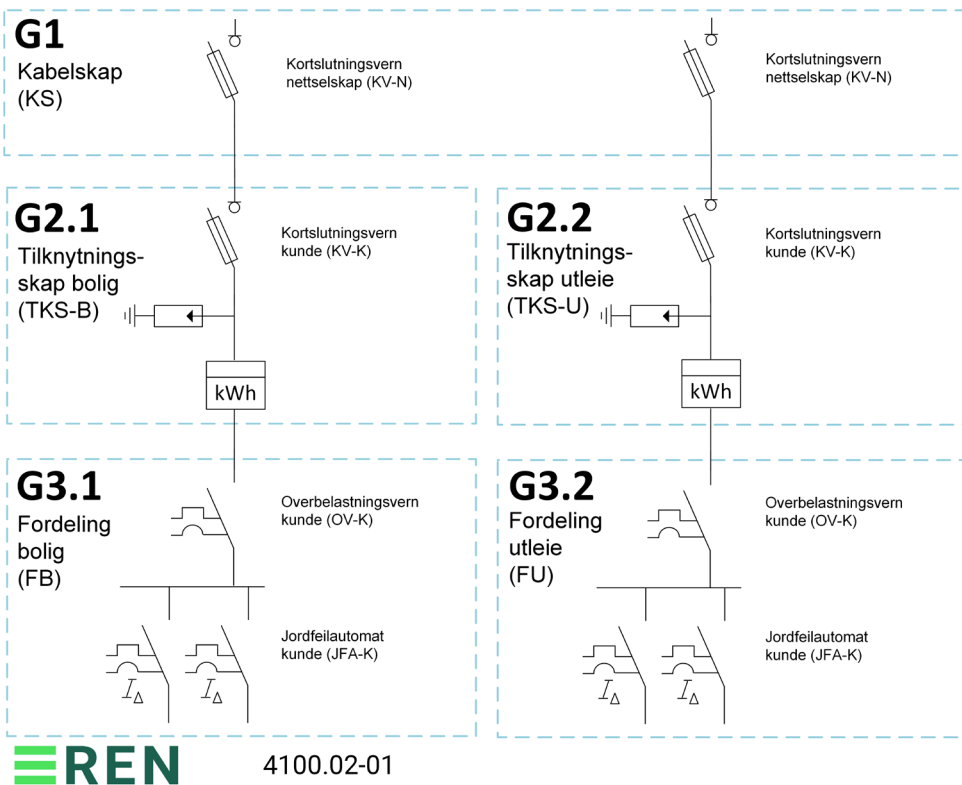 G1
Kabelskap
(KS)
Kortslutningsvern
nettselskap (KV-N)
Kortslutningsvern
nettselskap (KV-N)
G2.1
Tilknytnings-
skap bolig
(TKS-B)
Kortslutningsvern
kunde (KV-K)
kWh
G2.2
Tilknytnings-
skap utleie
(TKS-U)
Kortslutningsvern
kunde (KV-K)
kWh
G3.1
Fordeling
bolig
(FB)
Overbelastningsvern
kunde (OV-K)
Jordfeilautomat
kunde (JFA-K)
I∆
I∆
G3.2
Fordeling
utleie
(FU)
Overbelastningsvern
kunde (OV-K)
Jordfeilautomat
kunde (JFA-K)
I∆
I∆
REN
4100.02-01